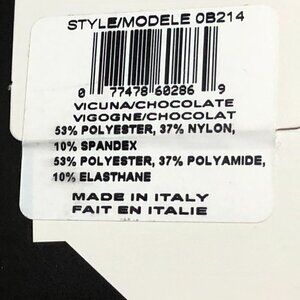 STYLE/MODELE 0B214
0 77478 60286 9
VICUNA/CHOCOLATE
VIGOGNE/CHOCOLAT
53% POLYESTER, 37% NYLON,
10% SPANDEX
53% POLYESTER, 37% POLYAMIDE,
10% ELASTHANE
MADE IN ITALY
FAIT EN ITALIE